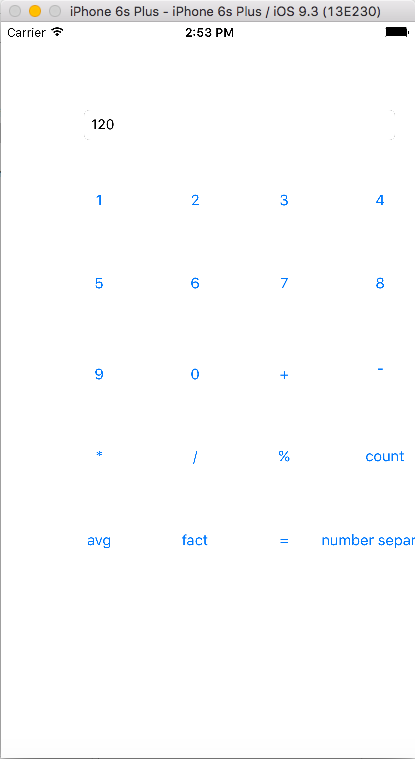 iPhone 6s Plus - iPhone 6s Plus / iOS 9.3 (13E230)
Carrier 2:53 PM
120
1 2 3 4
5 6 7 8
9 0 + -
* / % count
avg fact = number separ